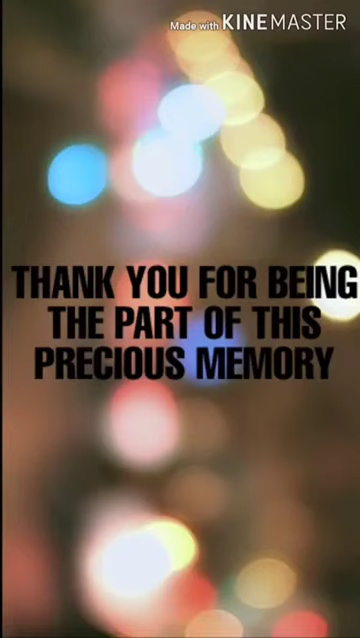 Made with KINEMASTER
THANK YOU FOR BEING
THE PART OF THIS
PRECIOUS MEMORY